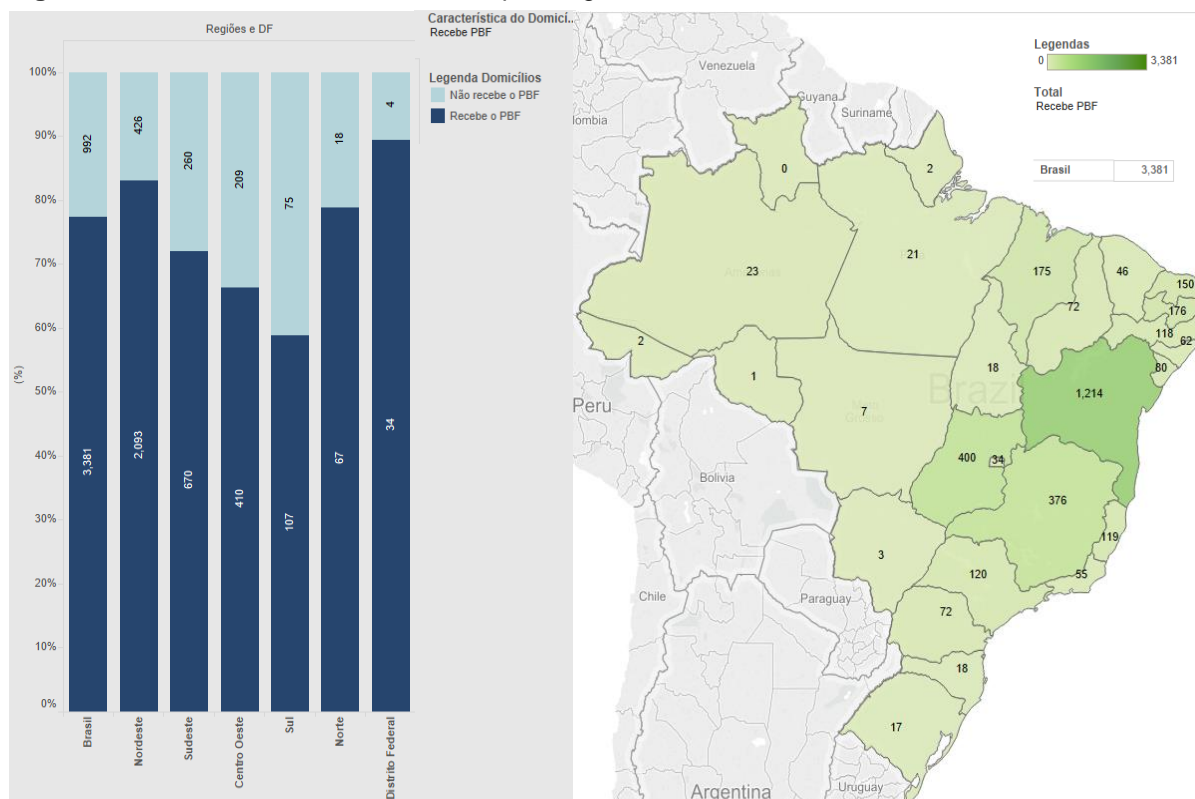 Regiões e DF
Característica do Domicí..
Recebe PBF
Legenda Domicílios
Não recebe o PBF
Recebe o PBF
(%)
100%
90%
80%
70%
60%
50%
40%
30%
20%
10%
0%
992
426
260
209
75
18
4
3,381
2,093
670
410
107
67
34
Brasil
Nordeste
Sudeste
Centro Oeste
Sul
Norte
Distrito Federal
Legendas
0 3,381
Total
Recebe PBF
Brasil 3,381
Venezuela
Guyana
Suriname
lombia
0
2
23
21
175
46
150
72
176
118
62
80
2
1
18
Brazil
Peru
7
1,214
400
34
Bolivia
376
119
3
120
55
Chile
Paraguay
72
18
17
Argentina
Uruguay